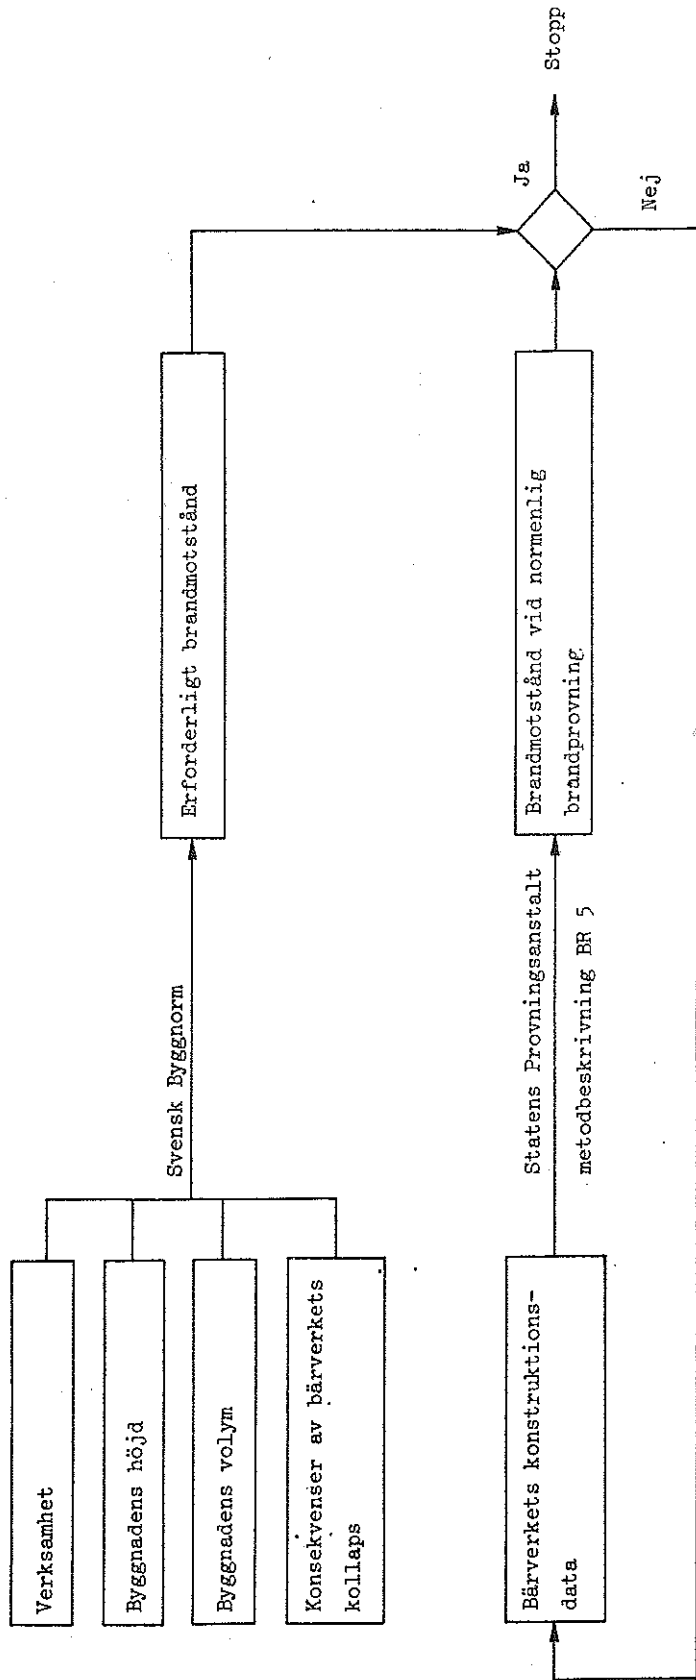 Verksamhet
Byggnadens höjd
Byggnadens volym
Konsekvenser av bärverkets
kollaps
Svensk Byggnorm
Erforderligt brandmotstånd
Bärverkets konstruktions-
data
Statens Provningsanstalt
metodbeskrivning BR 5
Brandmotstånd vid normenlig
brandprovning
Ja
Stopp
Nej